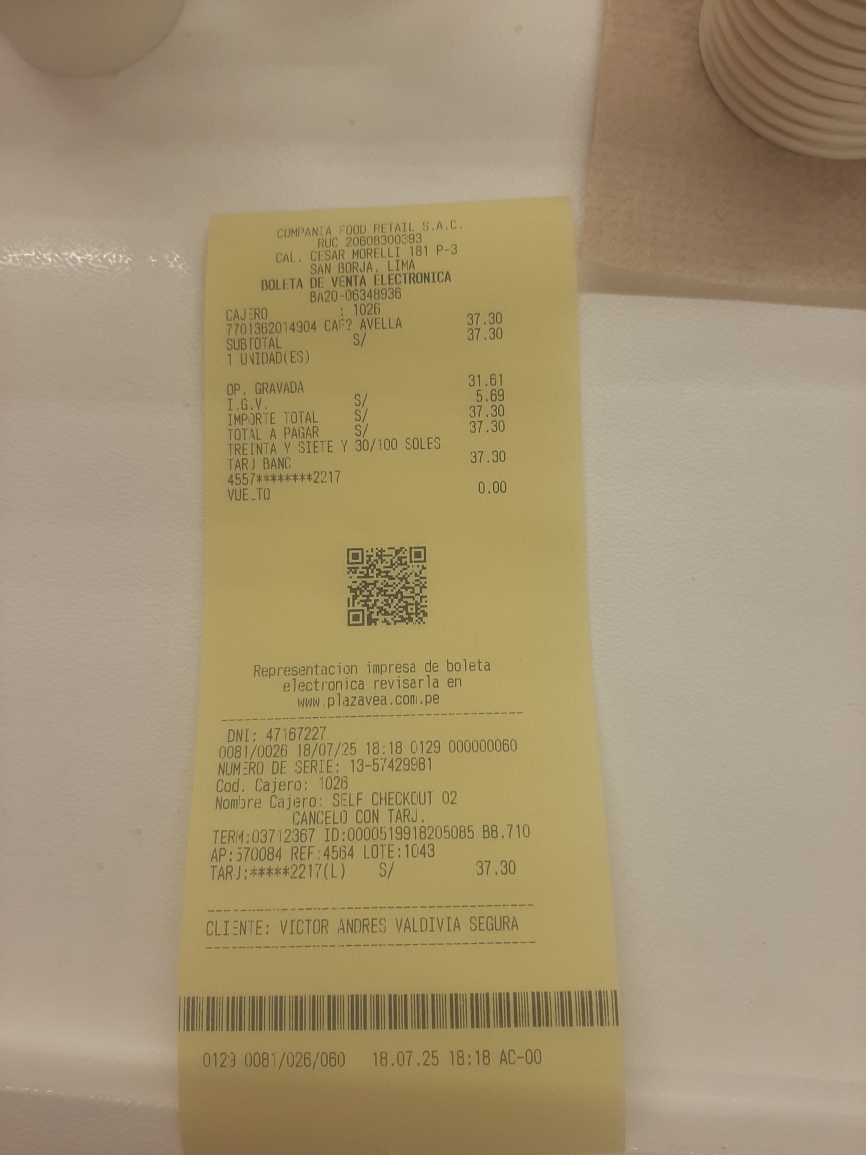 COMPANIA FOOD RETAIL S.A.C.
RUC 20608300393
CAL. CESAR MORELLI 181 P-3
SAN BORJA, LIMA
BOLETA DE VENTA ELECTRONICA
BA20-06348936
CAJERO : 1026
7701362014904 CAF? AVELLA 37.30
SUBTOTAL S/ 37.30
1 UNIDAD(ES)
OP. GRAVADA 31.61
I.G.V. S/ 5.69
IMPORTE TOTAL S/ 37.30
TOTAL A PAGAR S/ 37.30
TREINTA Y SIETE Y 30/100 SOLES
TARJ BANC 37.30
4557********2217
VUELTO 0.00
Representacion impresa de boleta
electronica revisarla en
www.plazavea.com.pe
DNI: 47167227
0081/0026 18/07/25 18:18 0129 000000060
NUMERO DE SERIE: 13-57429981
Cod. Cajero: 1026
Nombre Cajero: SELF CHECKOUT 02
CANCELO CON TARJ.
TERM:03712367 ID:0000519918205085 B8.710
AP:570084 REF:4564 LOTE:1043
TARJ:*****2217(L) S/ 37.30
CLIENTE: VICTOR ANDRES VALDIVIA SEGURA
0129 0081/026/060 18.07.25 18:18 AC-00